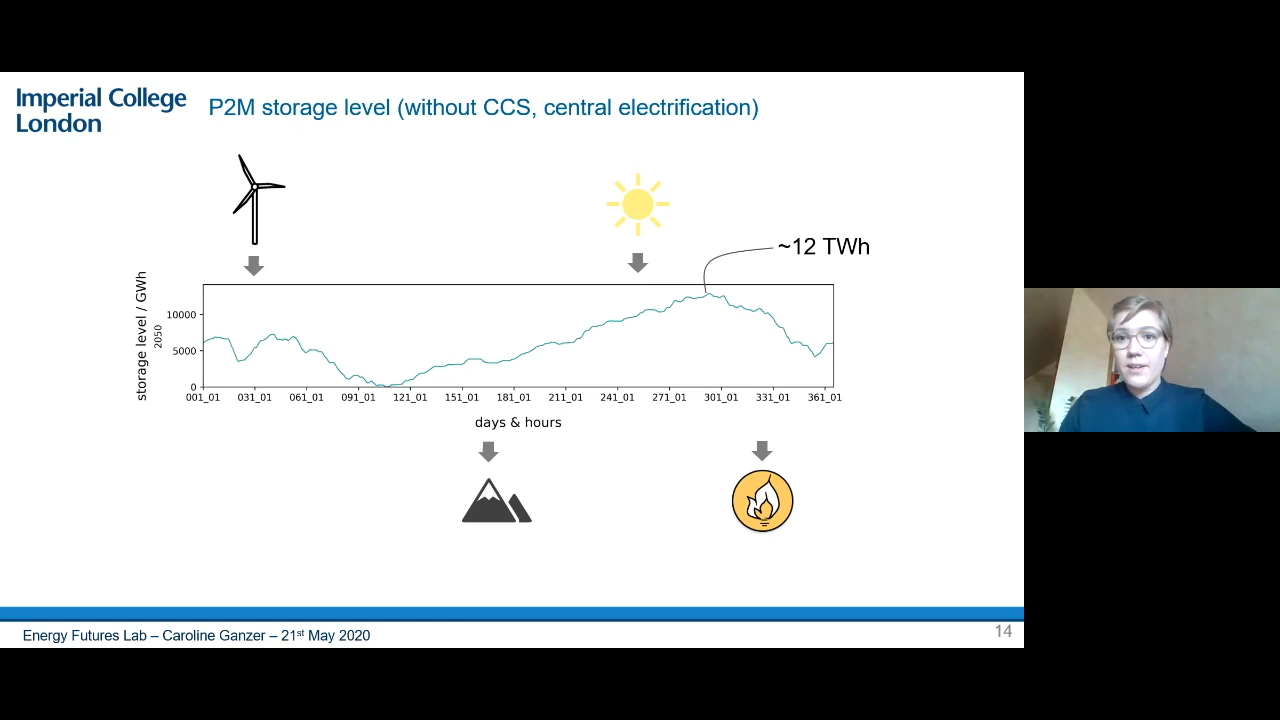 Imperial College
London
P2M storage level (without CCS, central electrification)
~12 TWh
storage level / GWh
2050
10000
5000
0
001_01 031_01 061_01 091_01 121_01 151_01 181_01 211_01 241_01 271_01 301_01 331_01 361_01
days & hours
Energy Futures Lab – Caroline Ganzer – 21st May 2020
14